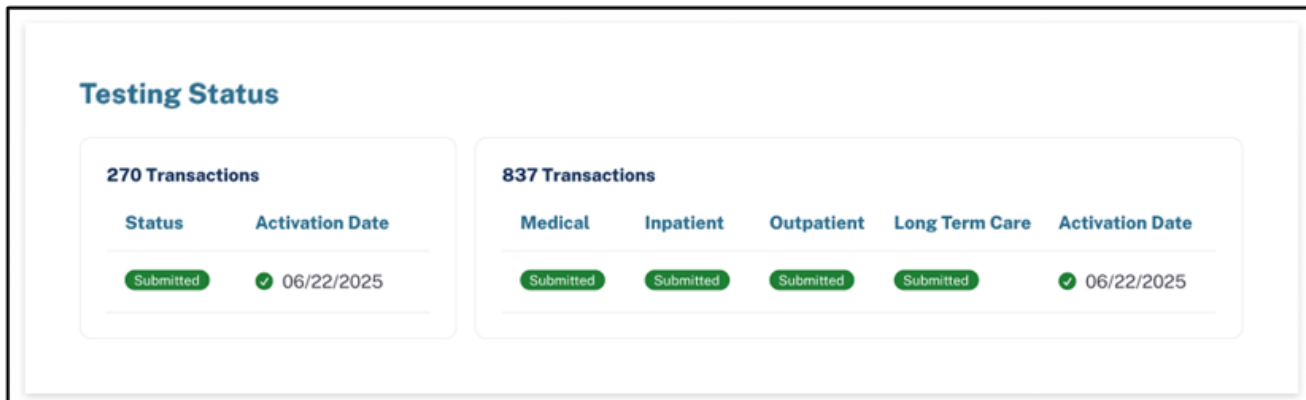 Testing Status
270 Transactions
Status Activation Date
Submitted 06/22/2025
837 Transactions
Medical Inpatient Outpatient Long Term Care Activation Date
Submitted Submitted Submitted Submitted 06/22/2025